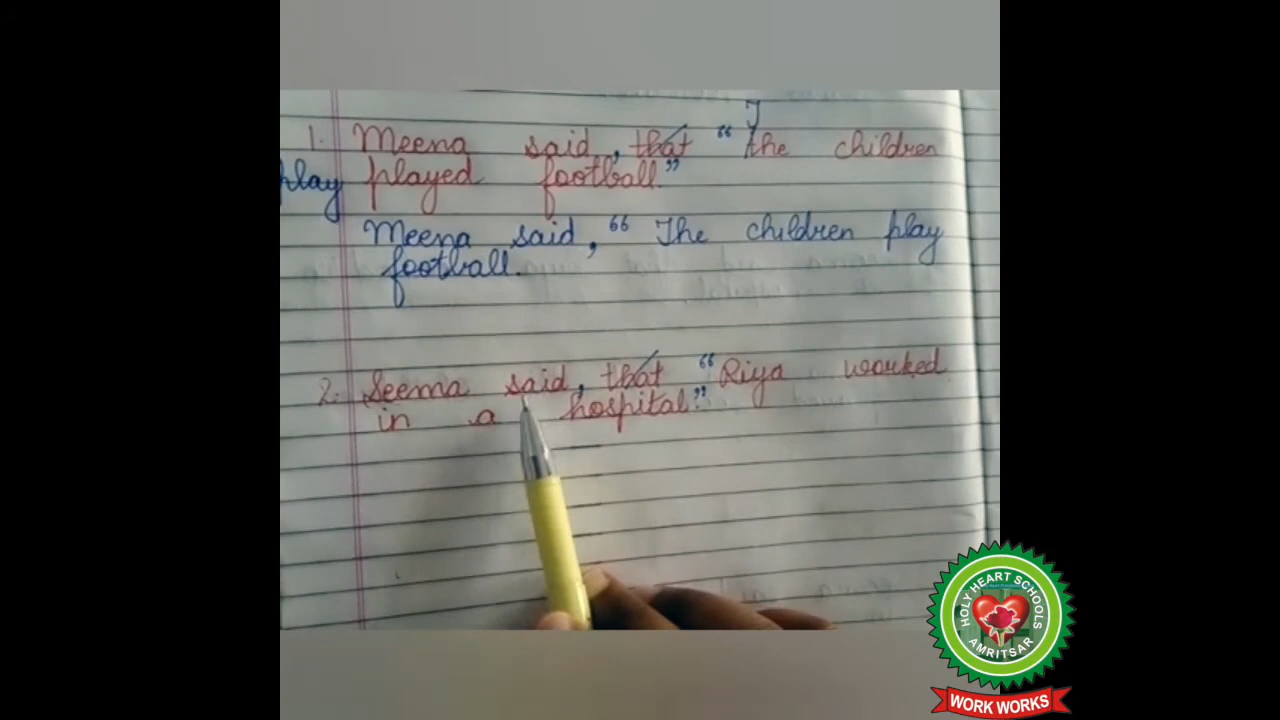 T
1. Meena said, that “the children
play played football.”
Meena said, “ The children play
football.
2. Seema said, that “Riya worked
in a hospital.”
HOLY HEART SCHOOLS
AMRITSAR
WORK WORKS